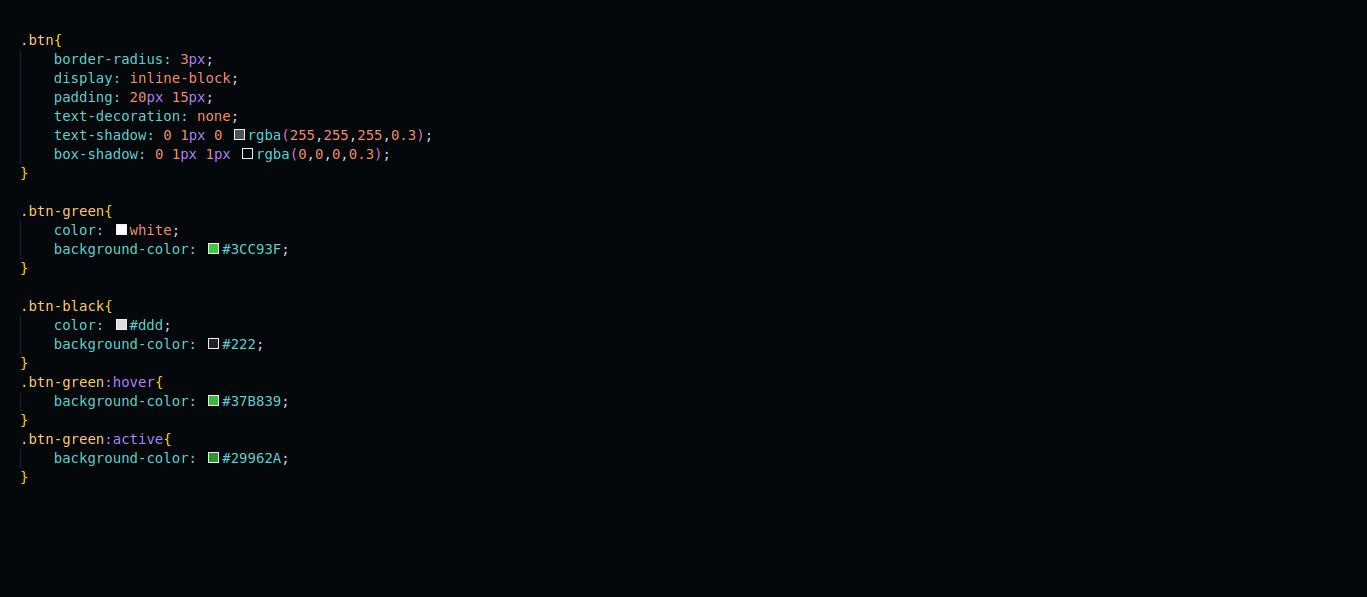 .btn{
    border-radius: 3px;
    display: inline-block;
    padding: 20px 15px;
    text-decoration: none;
    text-shadow: 0 1px 0 rgba(255,255,255,0.3);
    box-shadow: 0 1px 1px rgba(0,0,0,0.3);
}

.btn-green{
    color: white;
    background-color: #3CC93F;
}

.btn-black{
    color: #ddd;
    background-color: #222;
}
.btn-green:hover{
    background-color: #37B839;
}
.btn-green:active{
    background-color: #29962A;
}